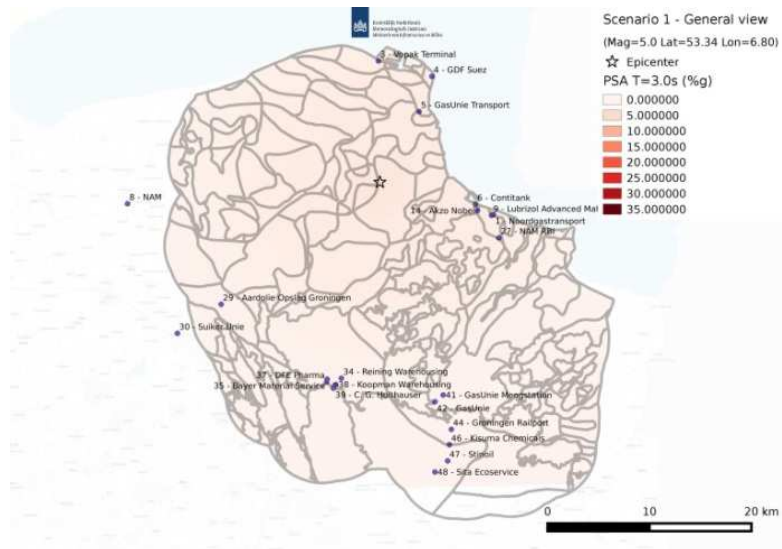 Scenario 1 - General view
(Mag=5.0 Lat=53.34 Lon=6.80)
Epicenter
PSA T=3.0s (%g)
0.000000
5.000000
10.000000
15.000000
20.000000
25.000000
30.000000
35.000000
3 - Vopak Terminal
4 - GDF Suez
5 - GasUnie Transport
8 - NAM
6 - Contitank
14 - Akzo Nobel
9 - Lubrizol Advanced Mat
1 - Noordgastransport
27 - NAM RBI
29 - Aardolie Opslag Groningen
30 - Suiker Unie
37 - DFE Pharma
34 - Reining Warehousing
35 - Bayer Material Service
38 - Koopman Warehousing
39 - C. G. Holthauser
41 - GasUnie Mengstation
42 - GasUnie
44 - Groningen Railport
46 - Kisuma Chemicals
47 - Stinoil
48 - Sita Ecoservice
0 10 20 km